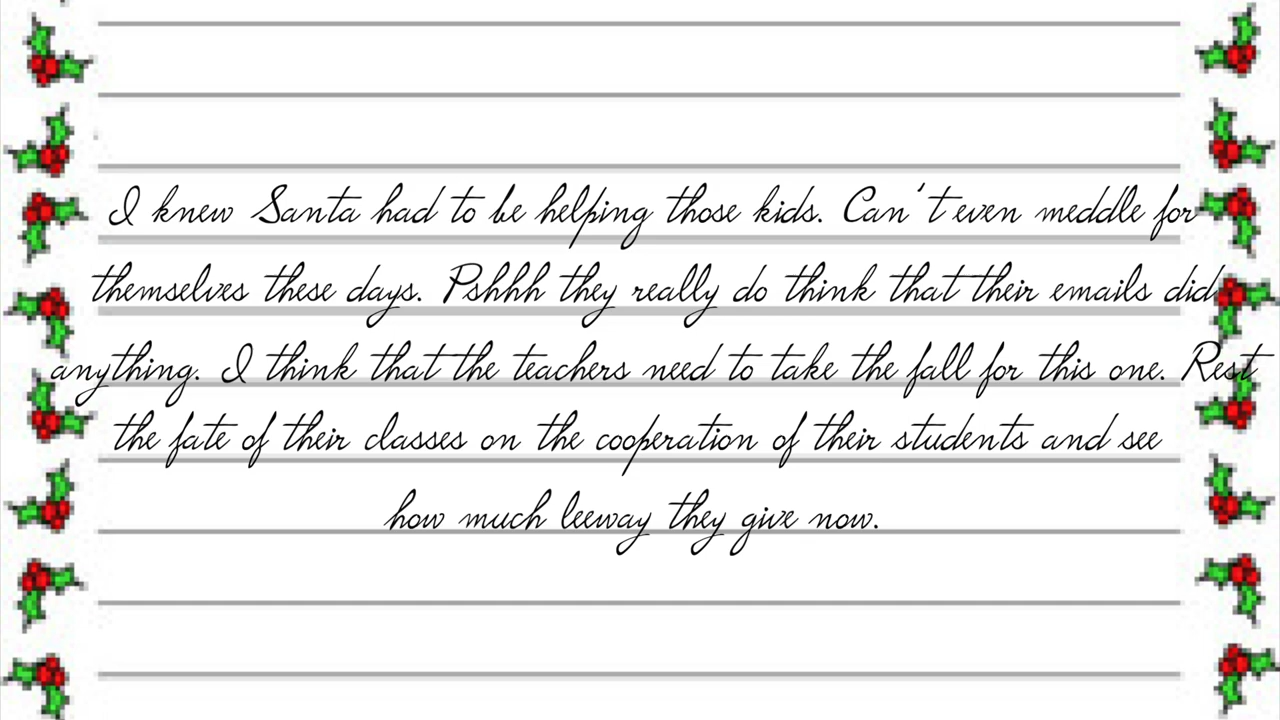 I knew Santa had to be helping those kids. Can't even meddle for
themselves these days. Pshhh they really do think that their emails did
anything. I think that the teachers need to take the fall for this one. Rest
the fate of their classes on the cooperation of their students and see
how much leeway they give now.